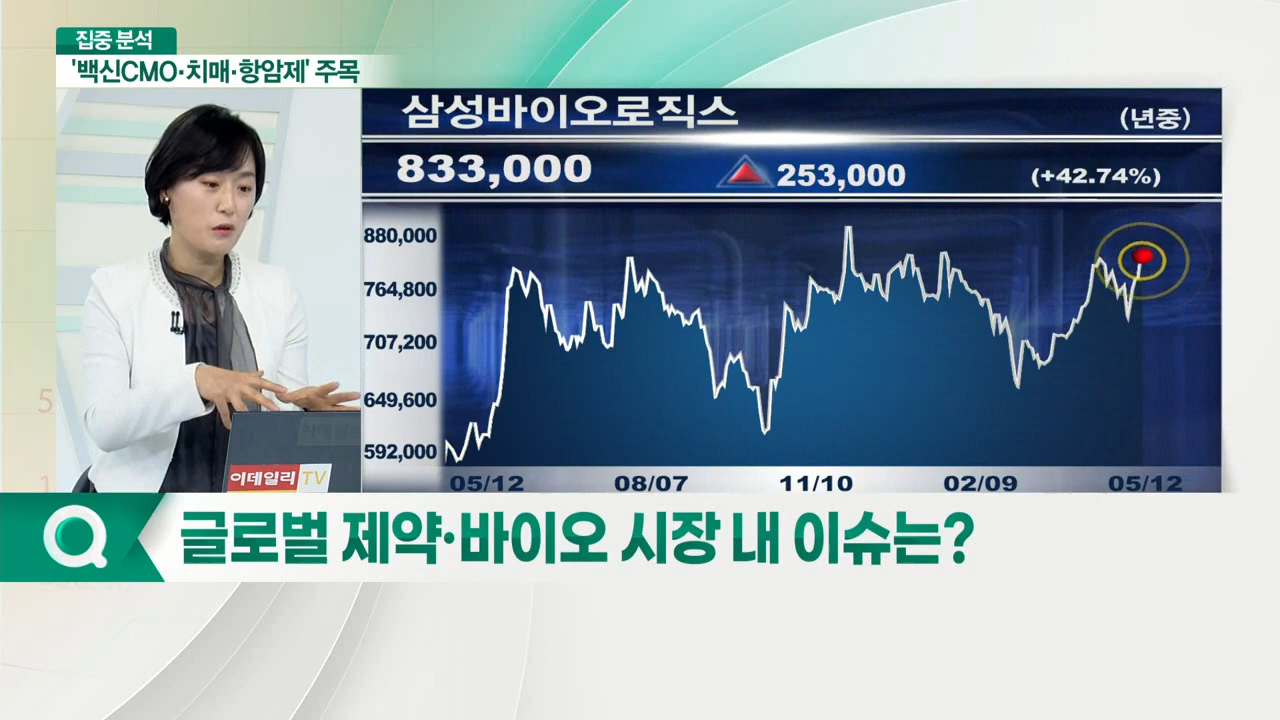 집중 분석
'백신CMO·치매·항암제' 주목
삼성바이오로직스
(년중)
833,000
253,000
(+42.74%)
880,000
764,800
707,200
649,600
592,000
05/12 08/07 11/10 02/09 05/12
이데일리 TV
5
1
글로벌 제약·바이오 시장 내 이슈는?